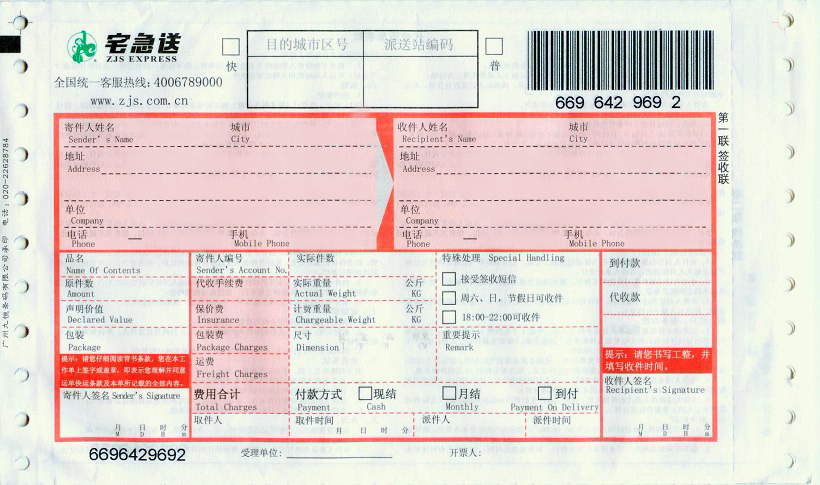 宅急送
ZJS EXPRESS
全国统一客服热线: 4006789000
www.zjs.com.cn
快
目的城市区号 派送站编码
普
669 642 969 2
第一联 签收联
广州九恒条码有限公司承印 电话: 020-22628784
寄件人姓名 城市
Sender's Name City
地址
Address
单位
Company
电话 手机
Phone Mobile Phone
收件人姓名 城市
Recipient's Name City
地址
Address
单位
Company
电话 手机
Phone Mobile Phone
品名
Name Of Contents
原件数
Amount
声明价值
Declared Value
包装
Package
提示: 请您仔细阅读背书条款, 您在本工
作单上签字或盖章, 即表示您理解并同意
运单快运条款及本单所记载的全部内容。
寄件人签名 Sender's Signature
月 日 时 分
M D H m
寄件人编号
Sender's Account No.
代收手续费
保价费
Insurance
包装费
Package Charges
运费
Freight Charges
费用合计
Total Charges
取件人
实际件数
实际重量 公斤
Actual Weight KG
计费重量 公斤
Chargeable Weight KG
尺寸
Dimension
付款方式 现结 月结 到付
Payment Cash Monthly Payment On Delivery
取件时间 月 日 时 分
派件人 派件时间
特殊处理 Special Handling
接受签收短信
周六、日, 节假日可收件
18:00-22:00可收件
重要提示
Remark
到付款
代收款
提示: 请您书写工整, 并
填写收件时间。
收件人签名
Recipient's Signature
月 日 时 分
M D H m
6696429692
受理单位:
开票人: